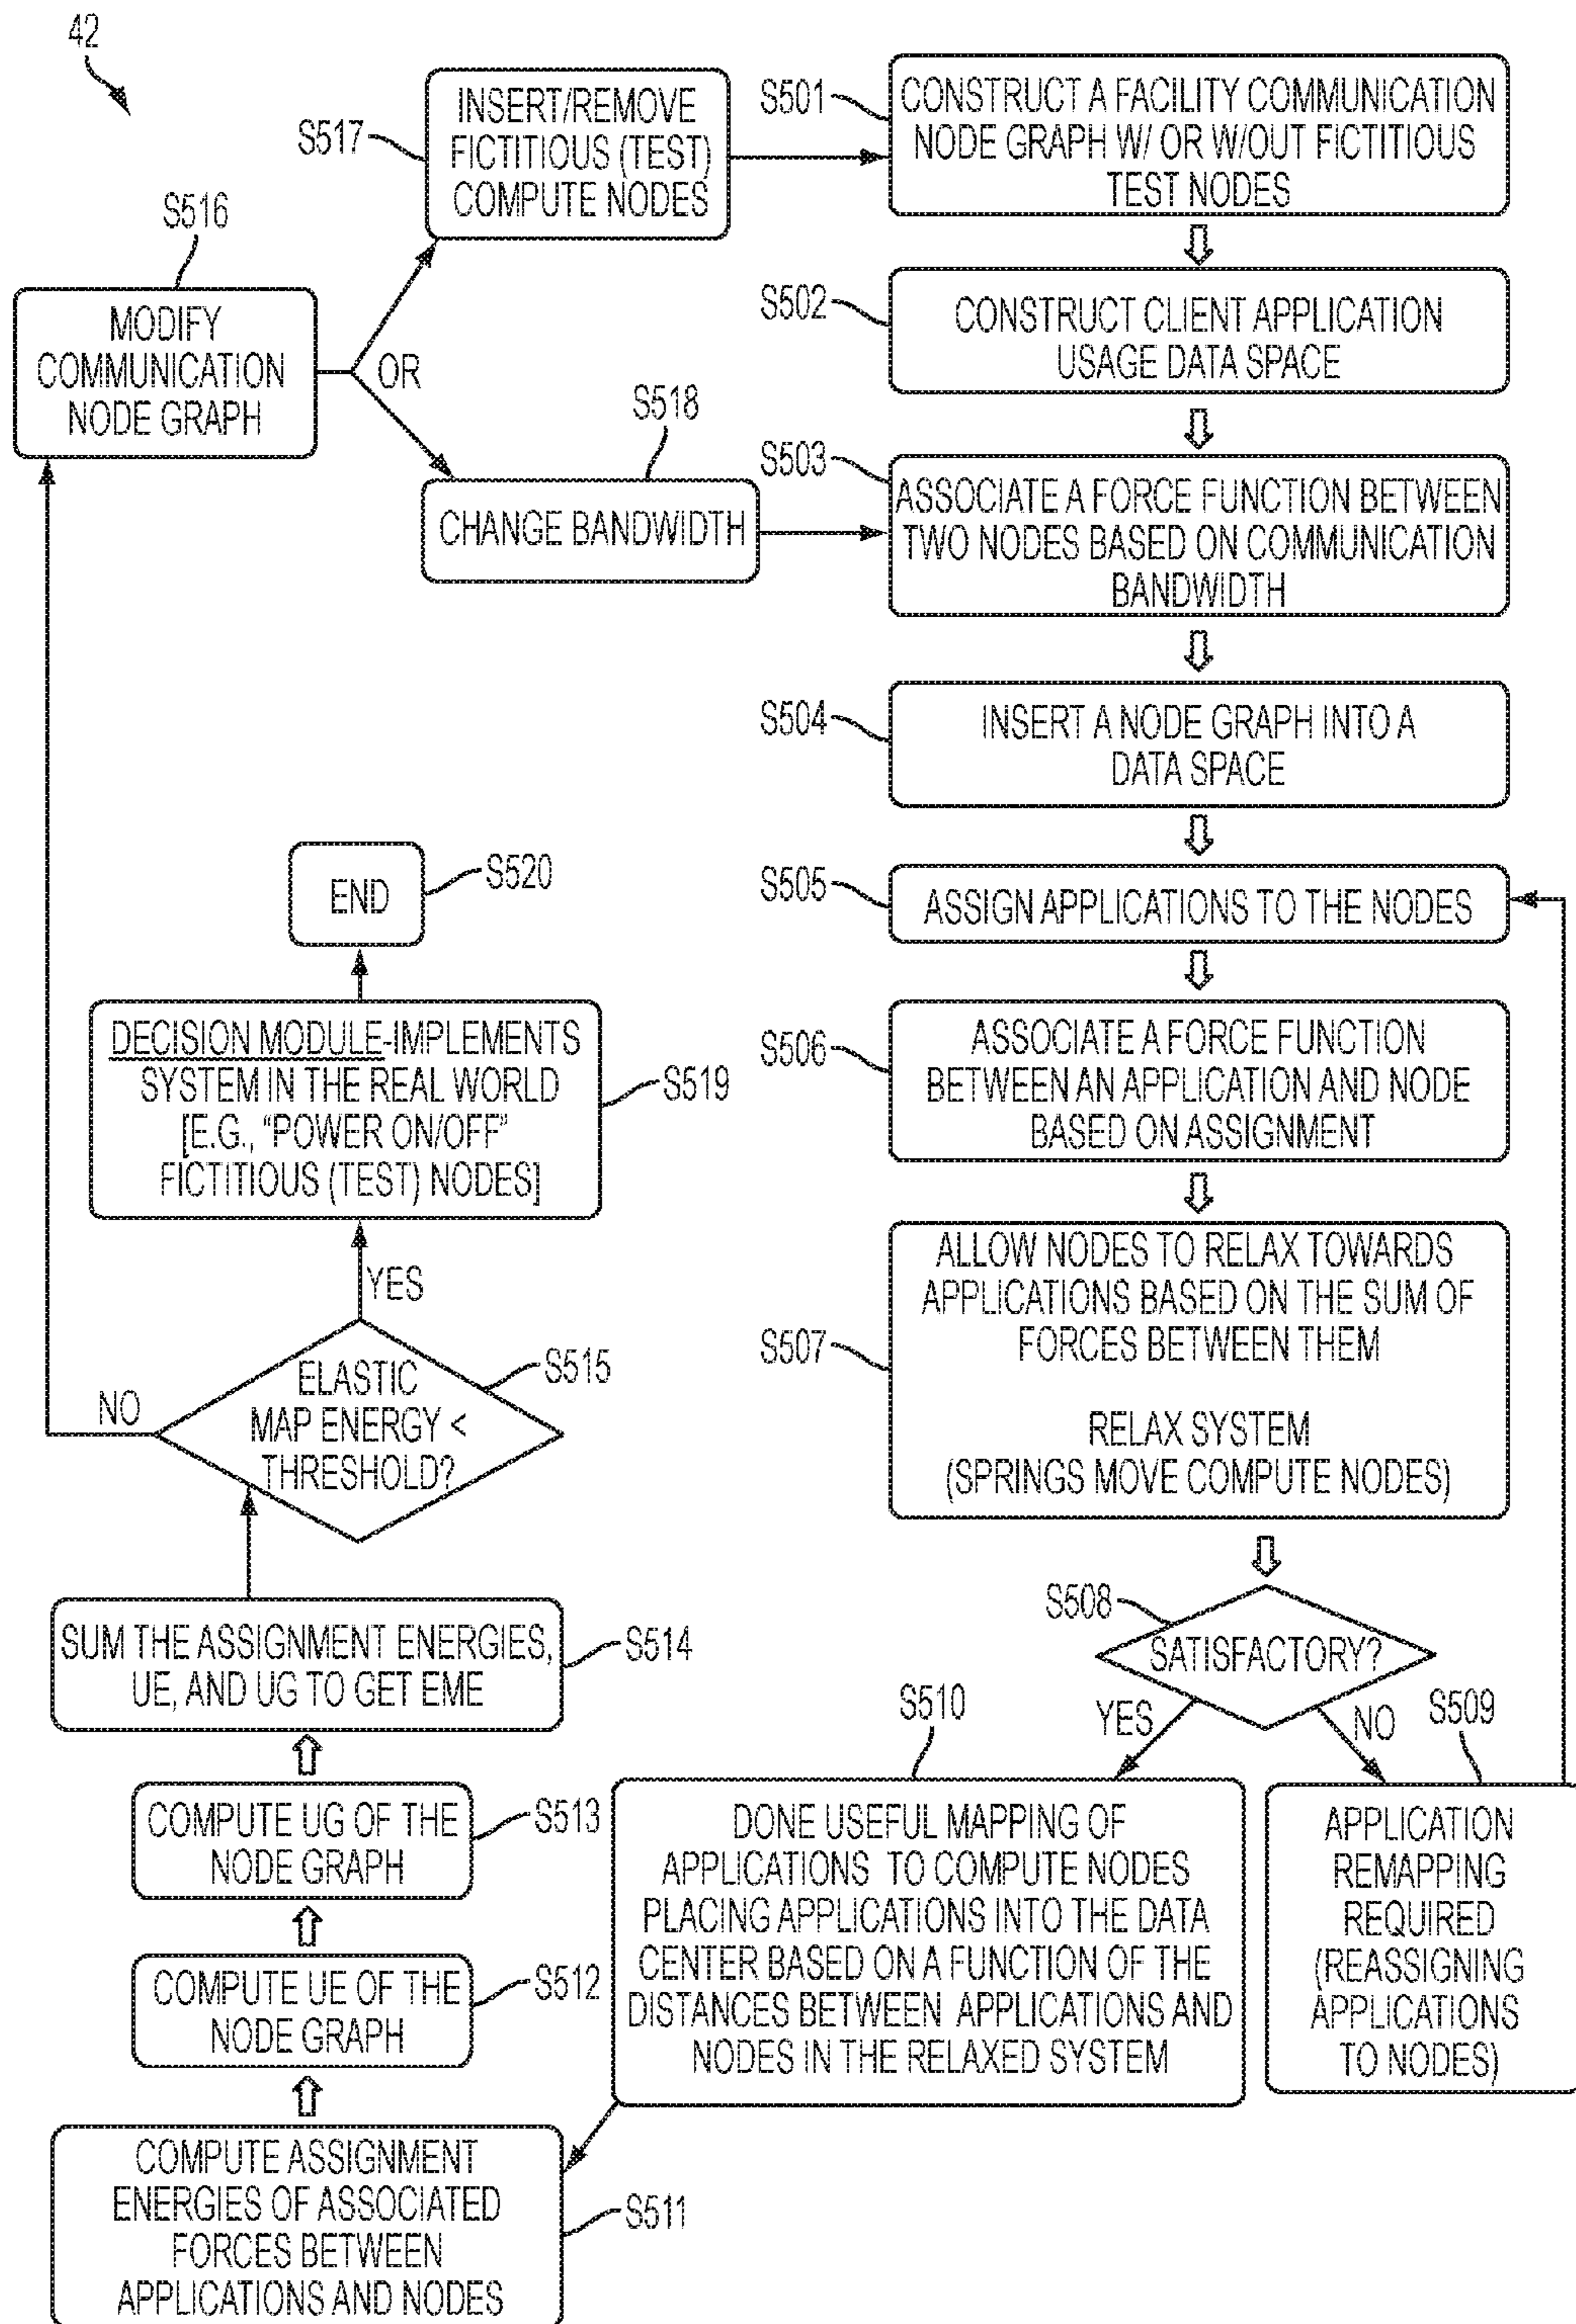 42
S517
INSERT/REMOVE
FICTITIOUS (TEST)
COMPUTE NODES
S501
CONSTRUCT A FACILITY COMMUNICATION
NODE GRAPH W/ OR W/OUT FICTITIOUS
TEST NODES
S516
MODIFY
COMMUNICATION
NODE GRAPH
OR
S502
CONSTRUCT CLIENT APPLICATION
USAGE DATA SPACE
S518
CHANGE BANDWIDTH
S503
ASSOCIATE A FORCE FUNCTION BETWEEN
TWO NODES BASED ON COMMUNICATION
BANDWIDTH
S504
INSERT A NODE GRAPH INTO A
DATA SPACE
S505
ASSIGN APPLICATIONS TO THE NODES
S506
ASSOCIATE A FORCE FUNCTION
BETWEEN AN APPLICATION AND NODE
BASED ON ASSIGNMENT
S507
ALLOW NODES TO RELAX TOWARDS
APPLICATIONS BASED ON THE SUM OF
FORCES BETWEEN THEM
RELAX SYSTEM
(SPRINGS MOVE COMPUTE NODES)
S508
SATISFACTORY?
YES
NO
S509
APPLICATION
REMAPPING
REQUIRED
(REASSIGNING
APPLICATIONS
TO NODES)
S510
DONE USEFUL MAPPING OF
APPLICATIONS TO COMPUTE NODES
PLACING APPLICATIONS INTO THE DATA
CENTER BASED ON A FUNCTION OF THE
DISTANCES BETWEEN APPLICATIONS AND
NODES IN THE RELAXED SYSTEM
COMPUTE ASSIGNMENT
ENERGIES OF ASSOCIATED
FORCES BETWEEN
APPLICATIONS AND NODES
S511
COMPUTE UE OF THE
NODE GRAPH
S512
COMPUTE UG OF THE
NODE GRAPH
S513
SUM THE ASSIGNMENT ENERGIES,
UE, AND UG TO GET EME
S514
ELASTIC
MAP ENERGY <
THRESHOLD?
S515
NO
YES
DECISION MODULE-IMPLEMENTS
SYSTEM IN THE REAL WORLD
[E.G., "POWER ON/OFF"
FICTITIOUS (TEST) NODES]
S519
END
S520